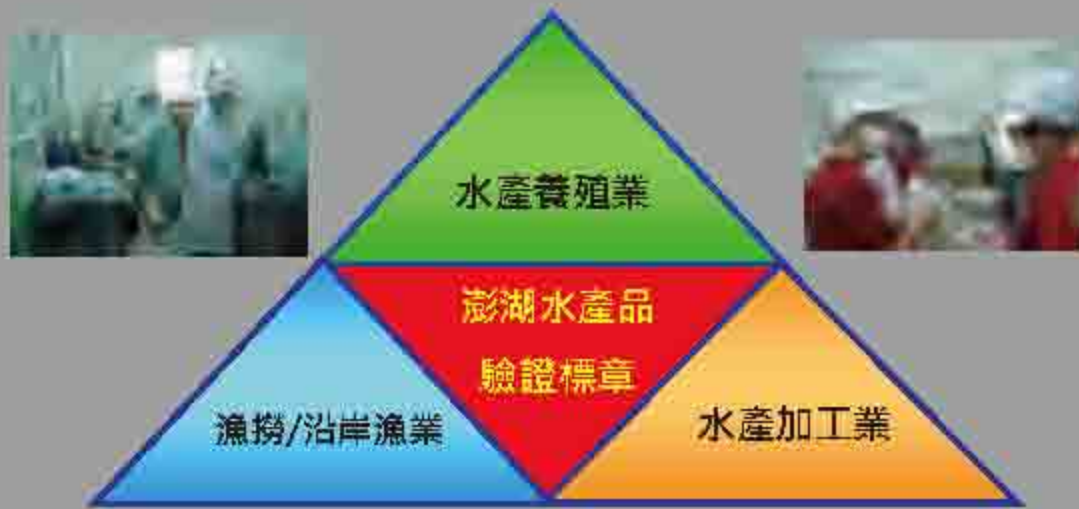 水產養殖業
澎湖水產品
驗證標章
漁撈/沿岸漁業
水產加工業